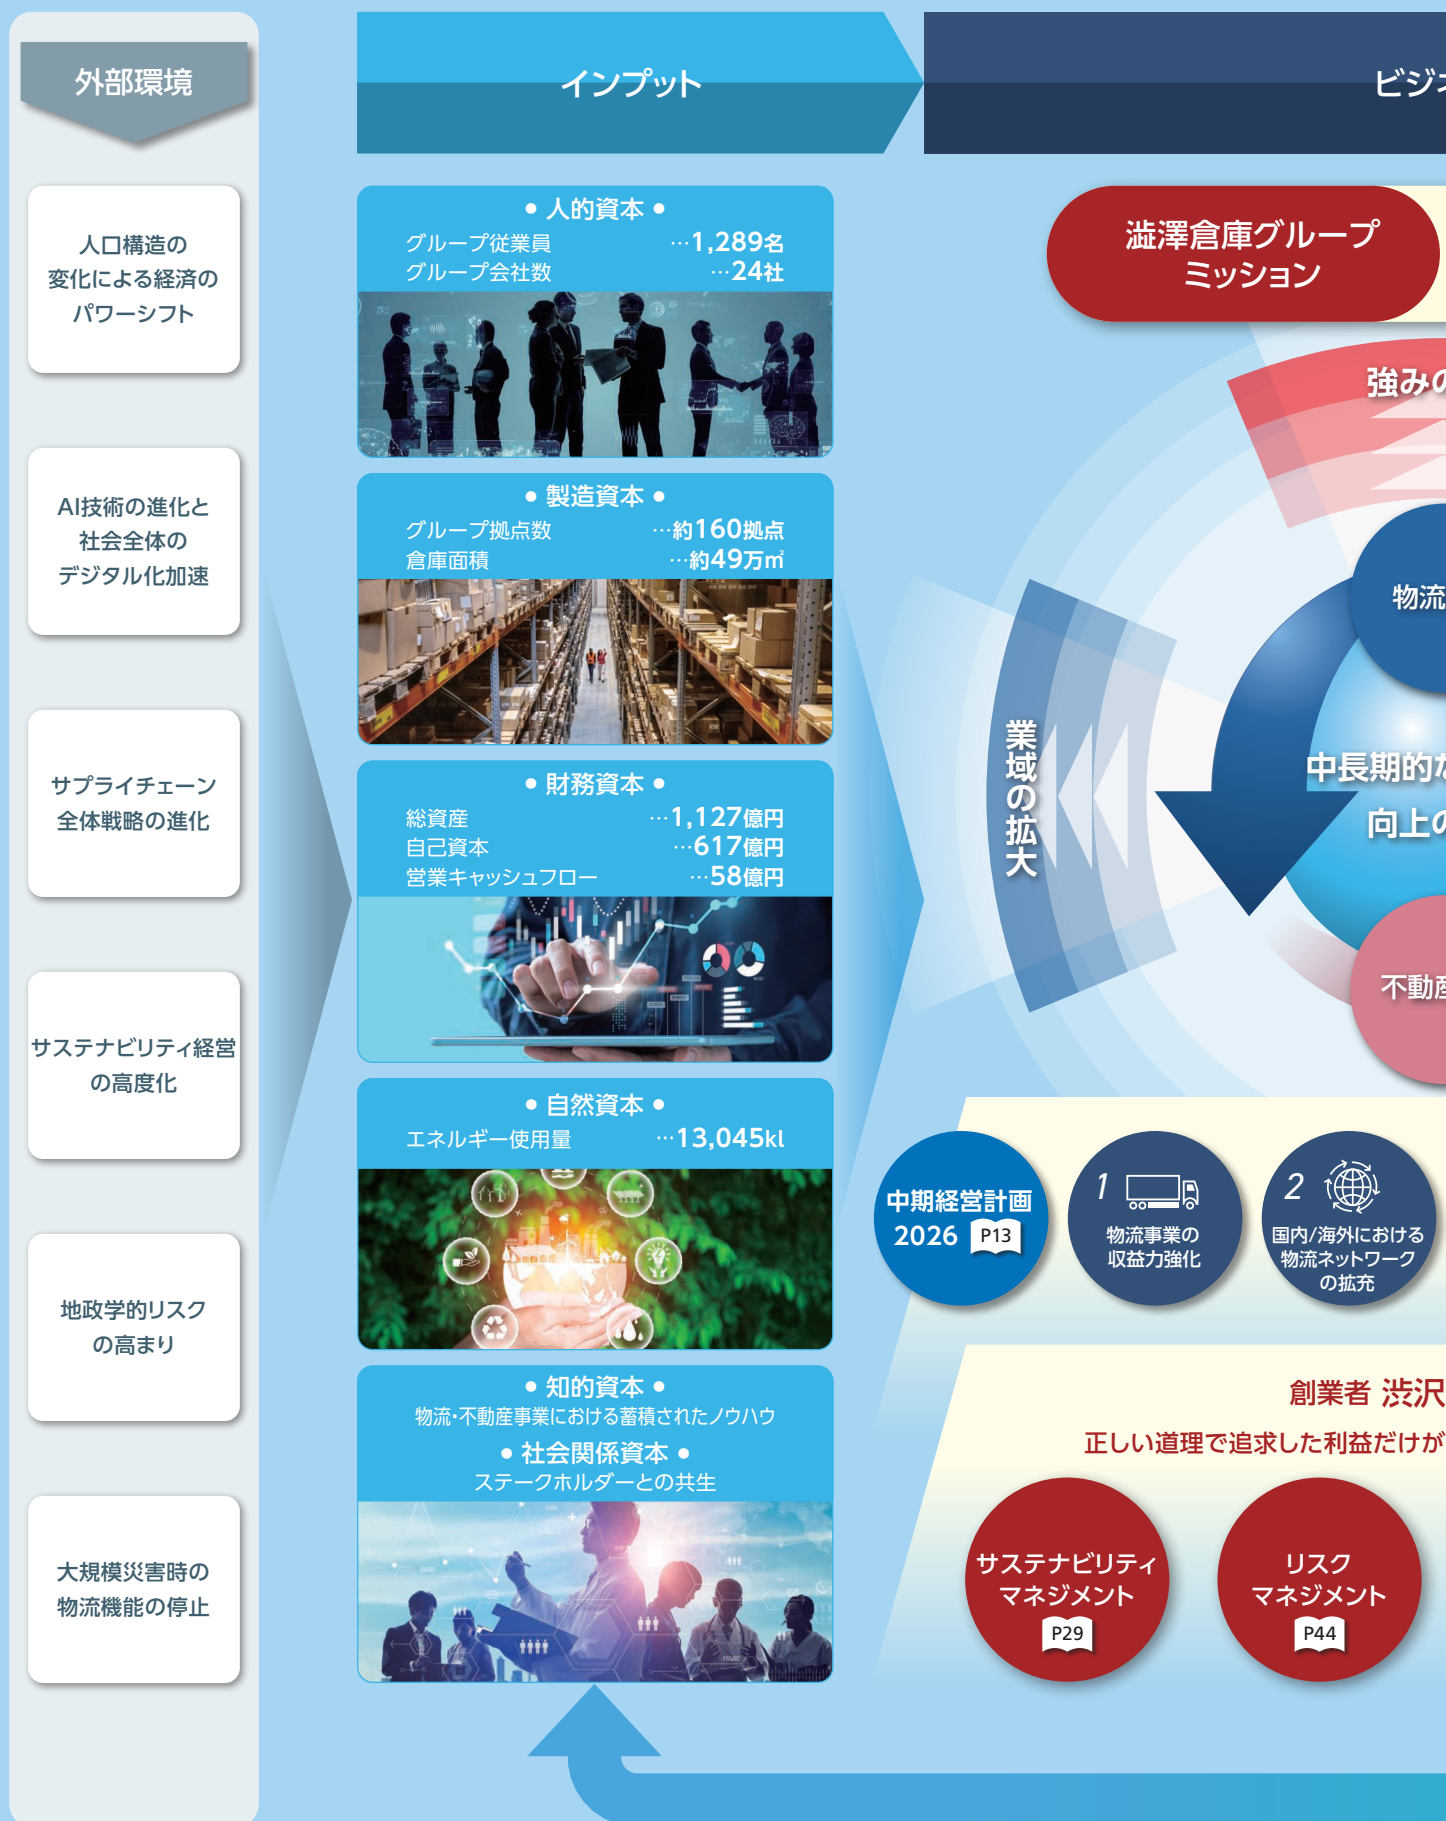 外部環境
人口構造の
変化による経済の
パワーシフト
AI技術の進化と
社会全体の
デジタル化加速
サプライチェーン
全体戦略の進化
サステナビリティ経営
の高度化
地政学的リスク
の高まり
大規模災害時の
物流機能の停止
インプット
• 人的資本 •
グループ従業員 …1,289名
グループ会社数 …24社
• 製造資本 •
グループ拠点数 …約160拠点
倉庫面積 …約49万㎡
• 財務資本 •
総資産 …1,127億円
自己資本 …617億円
営業キャッシュフロー …58億円
• 自然資本 •
エネルギー使用量 …13,045kl
• 知的資本 •
物流・不動産事業における蓄積されたノウハウ
• 社会関係資本 •
ステークホルダーとの共生
ビジネ
澁澤倉庫グループ
ミッション
強みの
物流
業域の拡大
中長期的な
向上の
不動産
中期経営計画
2026 P13
1
物流事業の
収益力強化
2
国内/海外における
物流ネットワーク
の拡充
創業者 渋沢
正しい道理で追求した利益だけが
サステナビリティ
マネジメント
P29
リスク
マネジメント
P44